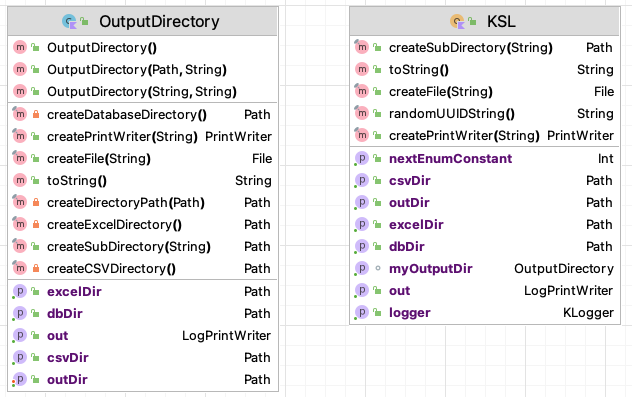 OutputDirectory
OutputDirectory()
OutputDirectory(Path, String)
OutputDirectory(String, String)
createDatabaseDirectory() Path
createPrintWriter(String) PrintWriter
createFile(String) File
toString() String
createDirectoryPath(Path) Path
createExcelDirectory() Path
createSubDirectory(String) Path
createCSVDirectory() Path
excelDir Path
dbDir Path
out LogPrintWriter
csvDir Path
outDir Path
KSL
createSubDirectory(String) Path
toString() String
createFile(String) File
randomUUIDString() String
createPrintWriter(String) PrintWriter
nextEnumConstant Int
csvDir Path
outDir Path
excelDir Path
dbDir Path
myOutputDir OutputDirectory
out LogPrintWriter
logger KLogger